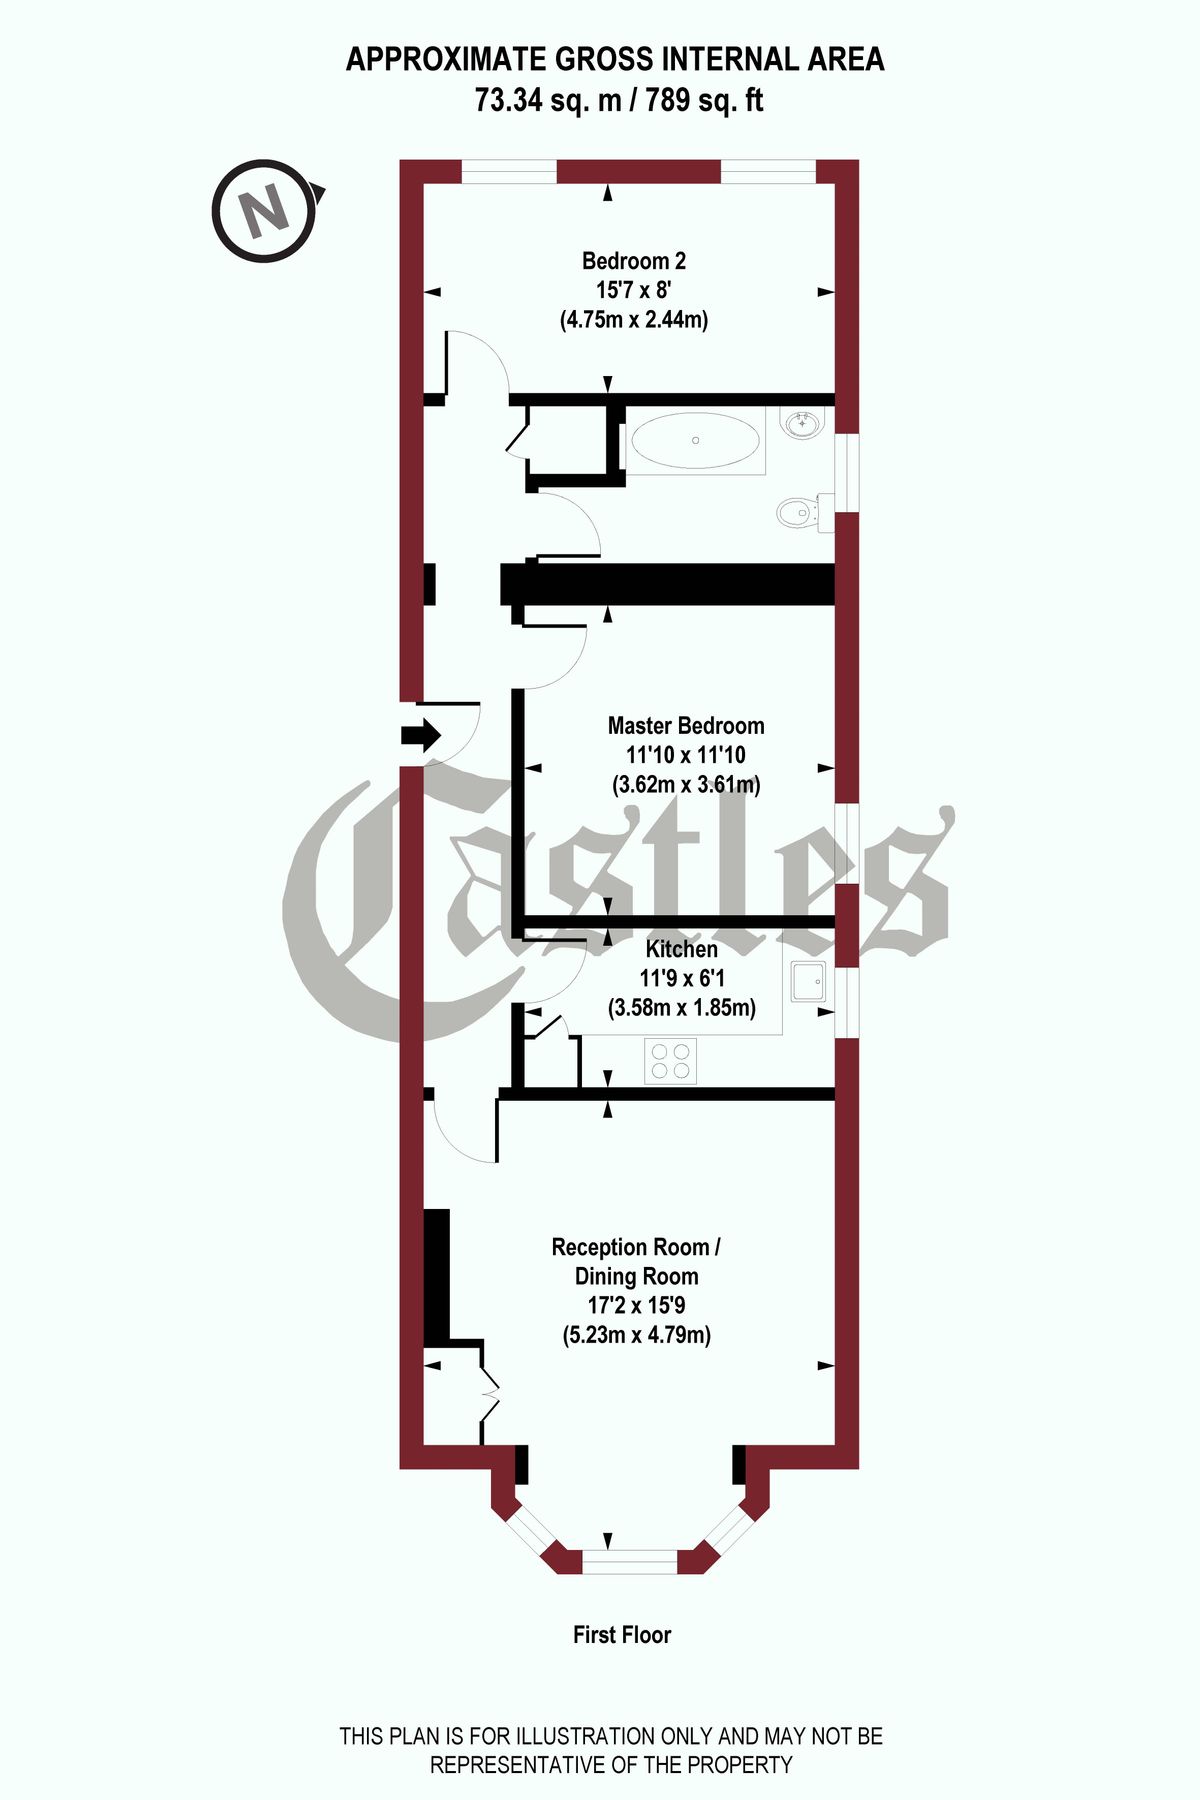 APPROXIMATE GROSS INTERNAL AREA
73.34 sq. m / 789 sq. ft
N
Bedroom 2
15'7 x 8'
(4.75m x 2.44m)
Master Bedroom
11'10 x 11'10
(3.62m x 3.61m)
Castles
Kitchen
11'9 x 6'1
(3.58m x 1.85m)
Reception Room /
Dining Room
17'2 x 15'9
(5.23m x 4.79m)
First Floor
THIS PLAN IS FOR ILLUSTRATION ONLY AND MAY NOT BE
REPRESENTATIVE OF THE PROPERTY